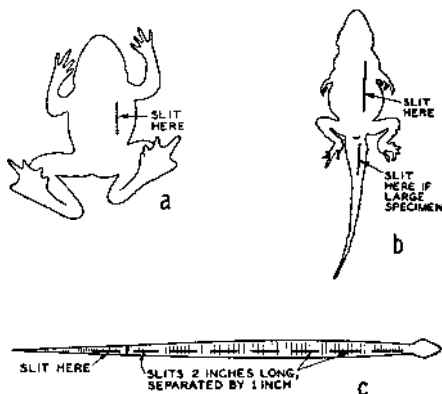 SLIT
HERE
a
SLIT
HERE
SLIT
HERE IF
LARGE
SPECIMEN
b
SLIT HERE
SLITS 2 INCHES LONG,
SEPARATED BY 1 INCH
c